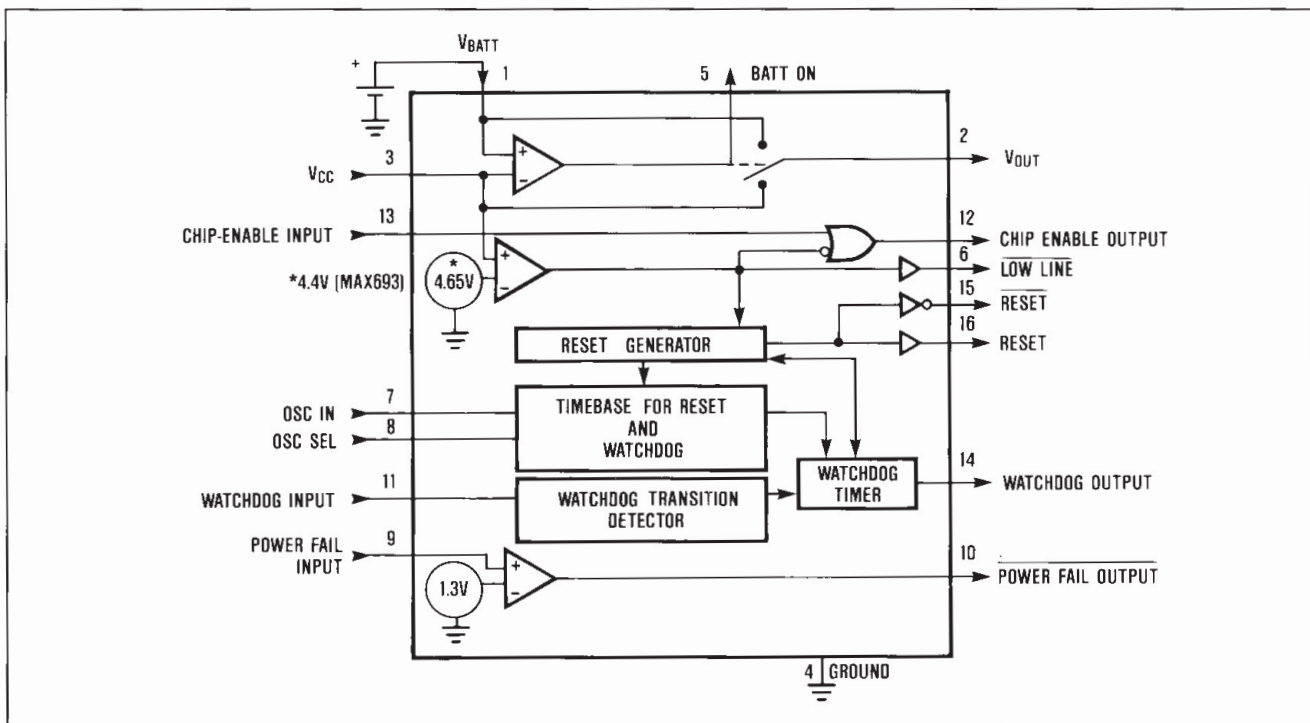 VBATT
+
1
5 BATT ON
3
VCC
2
VOUT
13
CHIP-ENABLE INPUT
12
CHIP ENABLE OUTPUT
+
-
+
-
*
4.65V
*4.4V (MAX693)
6
LOW LINE
15
RESET
16
RESET
RESET GENERATOR
7
OSC IN
8
OSC SEL
TIMEBASE FOR RESET
AND
WATCHDOG
11
WATCHDOG INPUT
WATCHDOG TRANSITION
DETECTOR
WATCHDOG
TIMER
14
WATCHDOG OUTPUT
9
POWER FAIL
INPUT
1.3V
+
-
10
POWER FAIL OUTPUT
4 GROUND